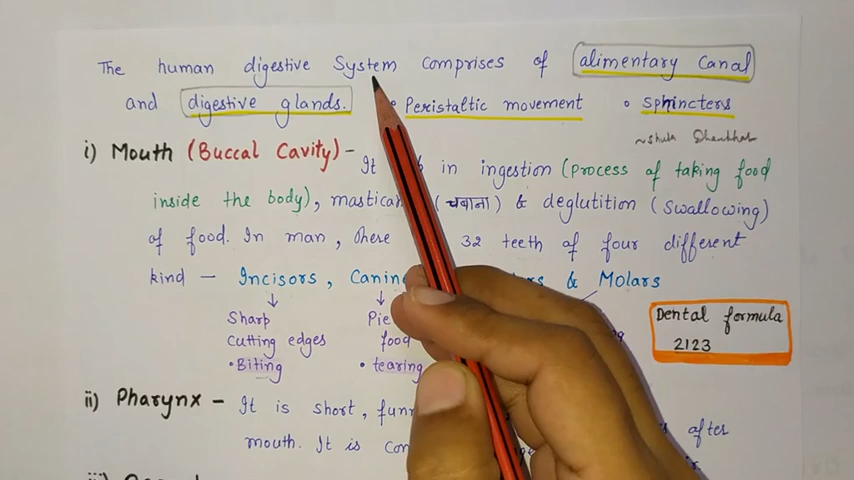 The human digestive System comprises of alimentary Canal
and digestive glands. • Peristaltic movement • Sphincters
i) Mouth (Buccal Cavity) - It in ingestion (process of taking food
inside the body), mastica (चबाना) & deglutition (swallowing)
of food. In man, there 32 teeth of four different
kind - Incisors, Canin & Molars
Sharp
cutting edges
• Biting
food
• tearing
Dental formula
2123
ii) Pharynx - It is short, fun after
mouth. It is con